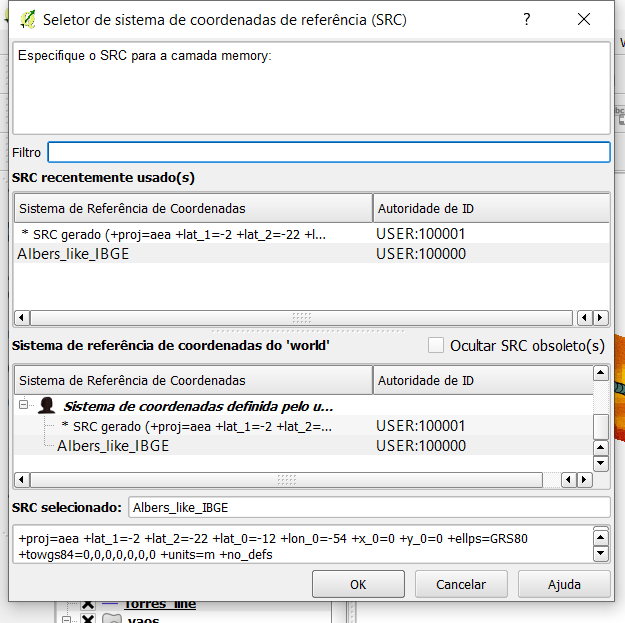 Seletor de sistema de coordenadas de referência (SRC)
?
Especifique o SRC para a camada memory:
Filtro
SRC recentemente usado(s)
Sistema de Referência de Coordenadas Autoridade de ID
* SRC gerado (+proj=aea +lat_1=-2 +lat_2=-22 +l... USER:100001
Albers_like_IBGE USER:100000
Sistema de referência de coordenadas do 'world' Ocultar SRC obsoleto(s)
Sistema de Referência de Coordenadas Autoridade de ID
Sistema de coordenadas definida pelo u...
* SRC gerado (+proj=aea +lat_1=-2 +lat_2=... USER:100001
Albers_like_IBGE USER:100000
SRC selecionado: Albers_like_IBGE
+proj=aea +lat_1=-2 +lat_2=-22 +lat_0=-12 +lon_0=-54 +x_0=0 +y_0=0 +ellps=GRS80
+towgs84=0,0,0,0,0,0,0 +units=m +no_defs
OK Cancelar Ajuda
Torres_line
vaos